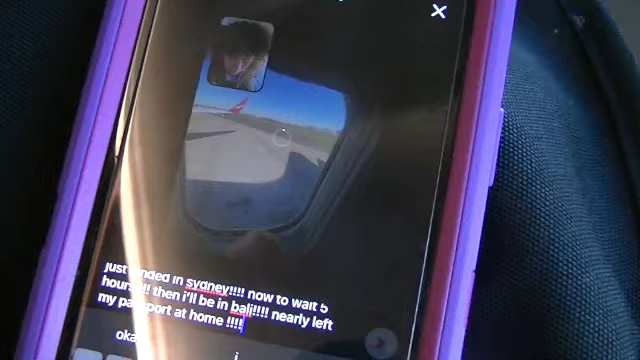 just landed in sydney!!!! now to wait 5
hours!!!! then i'll be in bali!!!! nearly left
my passport at home !!!!
okay
i